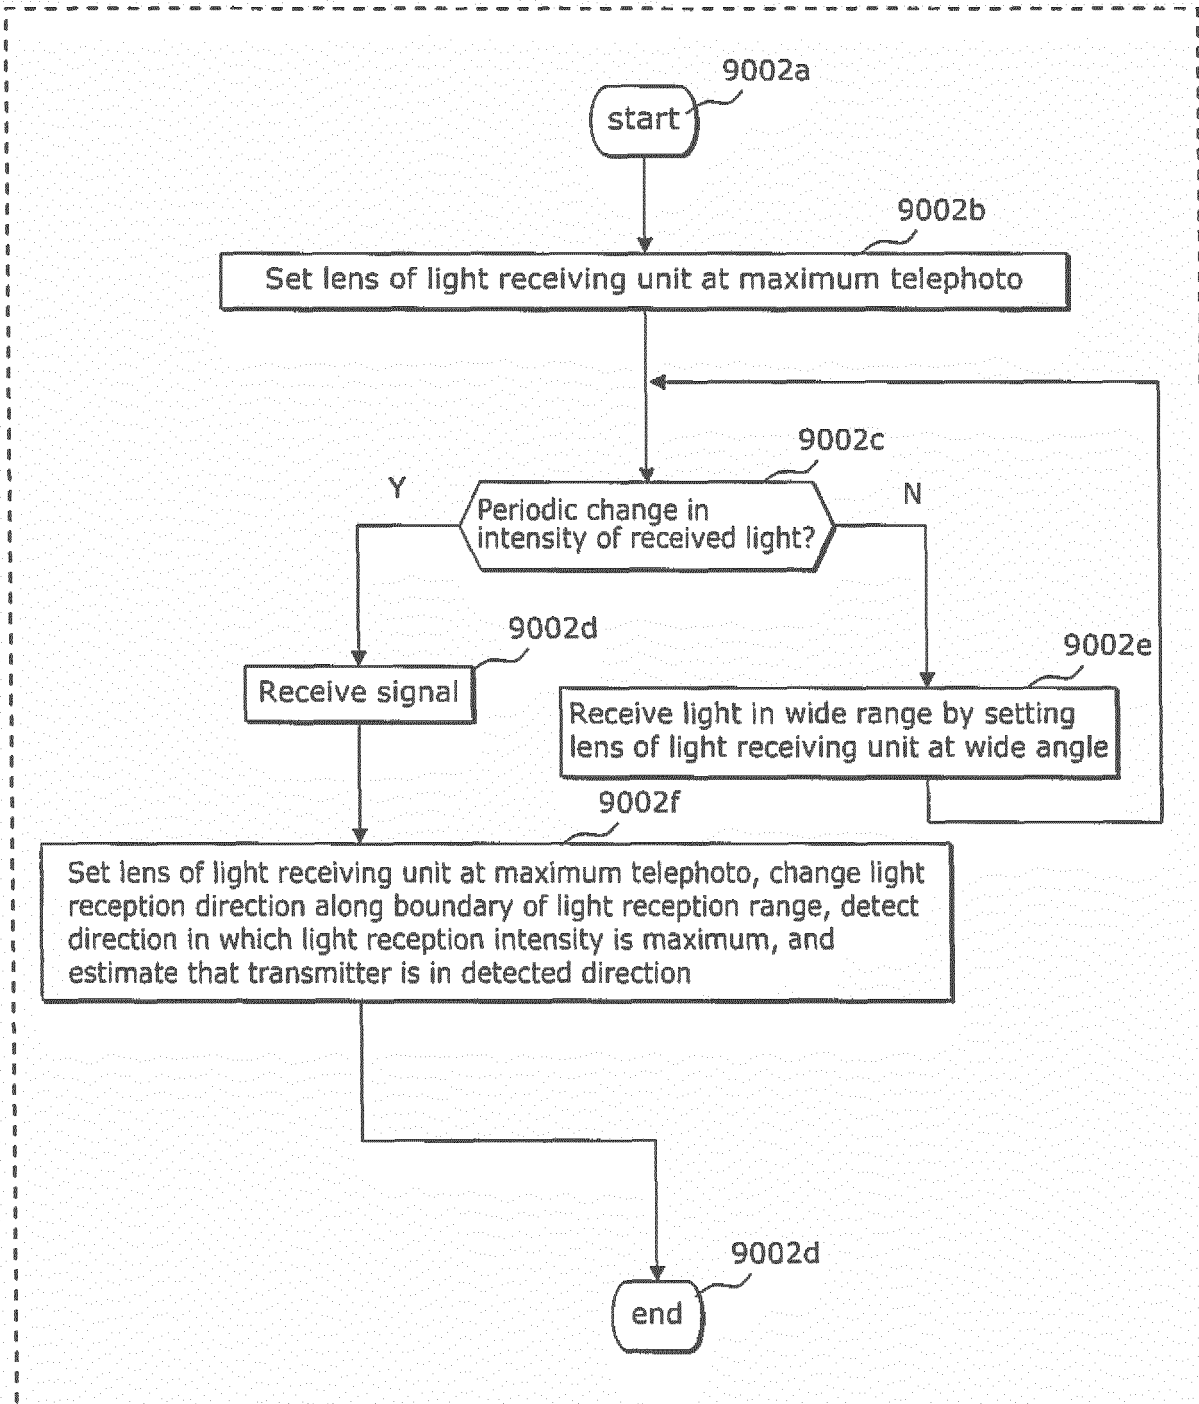 9002a
start
9002b
Set lens of light receiving unit at maximum telephoto
9002c
Y
N
Periodic change in
intensity of received light?
9002d
Receive signal
9002e
Receive light in wide range by setting
lens of light receiving unit at wide angle
9002f
Set lens of light receiving unit at maximum telephoto, change light
reception direction along boundary of light reception range, detect
direction in which light reception intensity is maximum, and
estimate that transmitter is in detected direction
9002d
end